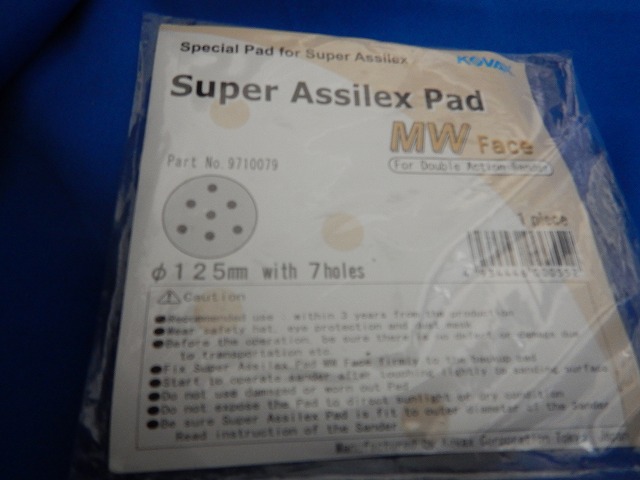 Special Pad for Super Assilex
KOVAX
Super Assilex Pad
MW Face
For Double Action Sander
Part No.9710079
1 piece
φ125mm with 7holes
Caution
Recommended use : within 3 years from the production
Wear safety hat, eye protection and dust mask
Before the operation, be sure there is no defect or damage due
to transportation etc.
Fix Super Assilex Pad MW Face firmly to the backup pad
Start to operate sander after touching lightly to sanding surface
Do not use damaged or worn out Pad
Do not expose the Pad to direct sunlight or dry condition
Be sure Super Assilex Pad is fit to outer diameter of the Sander
Read instruction of the Sander
Manufactured by Kovax Corporation Tokyo, Japan